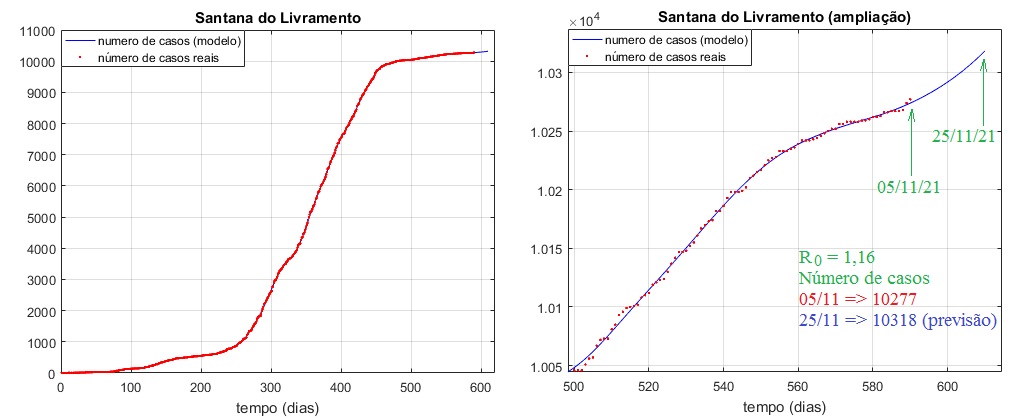 Santana do Livramento
numero de casos (modelo)
número de casos reais
11000
10000
9000
8000
7000
6000
5000
4000
3000
2000
1000
0
0 100 200 300 400 500 600
tempo (dias)
Santana do Livramento (ampliação)
×10⁴
numero de casos (modelo)
número de casos reais
1.03
1.025
1.02
1.015
1.01
1.005
25/11/21
05/11/21
R0 = 1,16
Número de casos
05/11 => 10277
25/11 => 10318 (previsão)
500 520 540 560 580 600
tempo (dias)